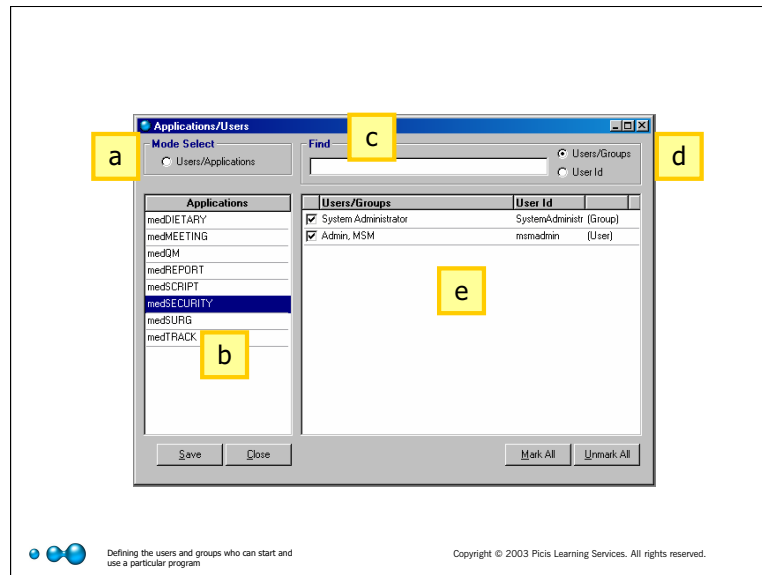 Applications/Users
a
Mode Select
Users/Applications
c
Find
Users/Groups
User Id
d
Applications
medDIETARY
medMEETING
medQM
medREPORT
medSCRIPT
medSECURITY
medSURG
medTRACK
b
Users/Groups User Id
System Administrator SystemAdministr (Group)
Admin, MSM msmadmin (User)
e
Save Close Mark All Unmark All
Defining the users and groups who can start and
use a particular program
Copyright © 2003 Picis Learning Services. All rights reserved.